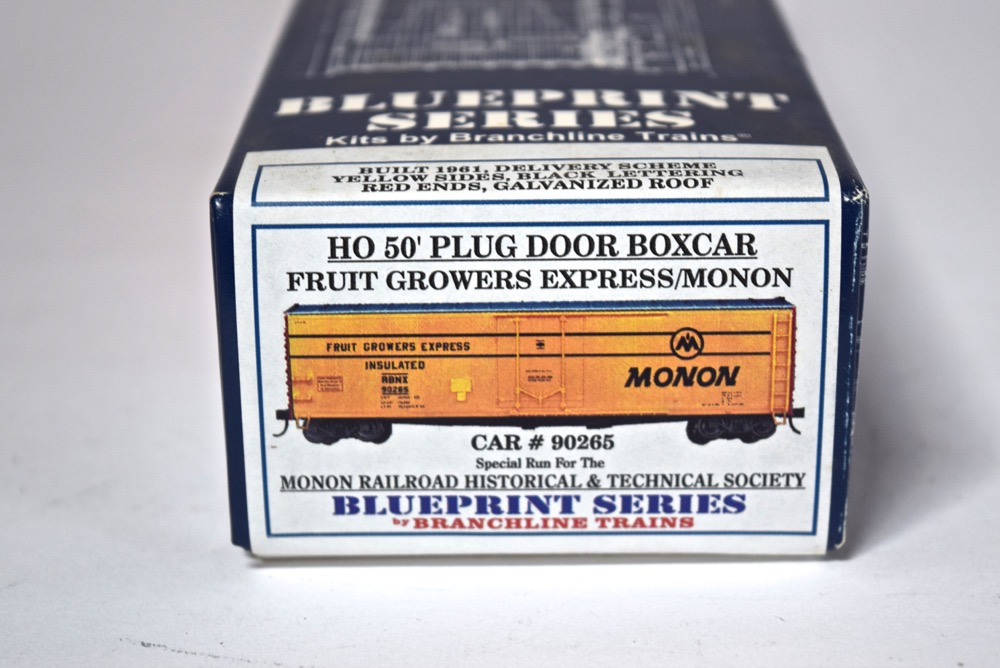 BLUEPRINT
SERIES
Kits by Branchline Trains®
BUILT 1961, DELIVERY SCHEME
YELLOW SIDES, BLACK LETTERING
RED ENDS, GALVANIZED ROOF
HO 50' PLUG DOOR BOXCAR
FRUIT GROWERS EXPRESS/MONON
FRUIT GROWERS EXPRESS
INSULATED
RBNX
90265
M
MONON
CAR # 90265
Special Run For The
MONON RAILROAD HISTORICAL & TECHNICAL SOCIETY
BLUEPRINT SERIES
by BRANCHLINE TRAINS